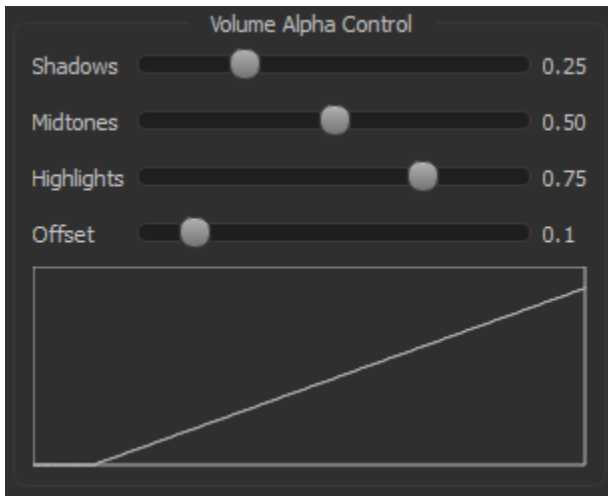 Volume Alpha Control
Shadows 0.25
Midtones 0.50
Highlights 0.75
Offset 0.1